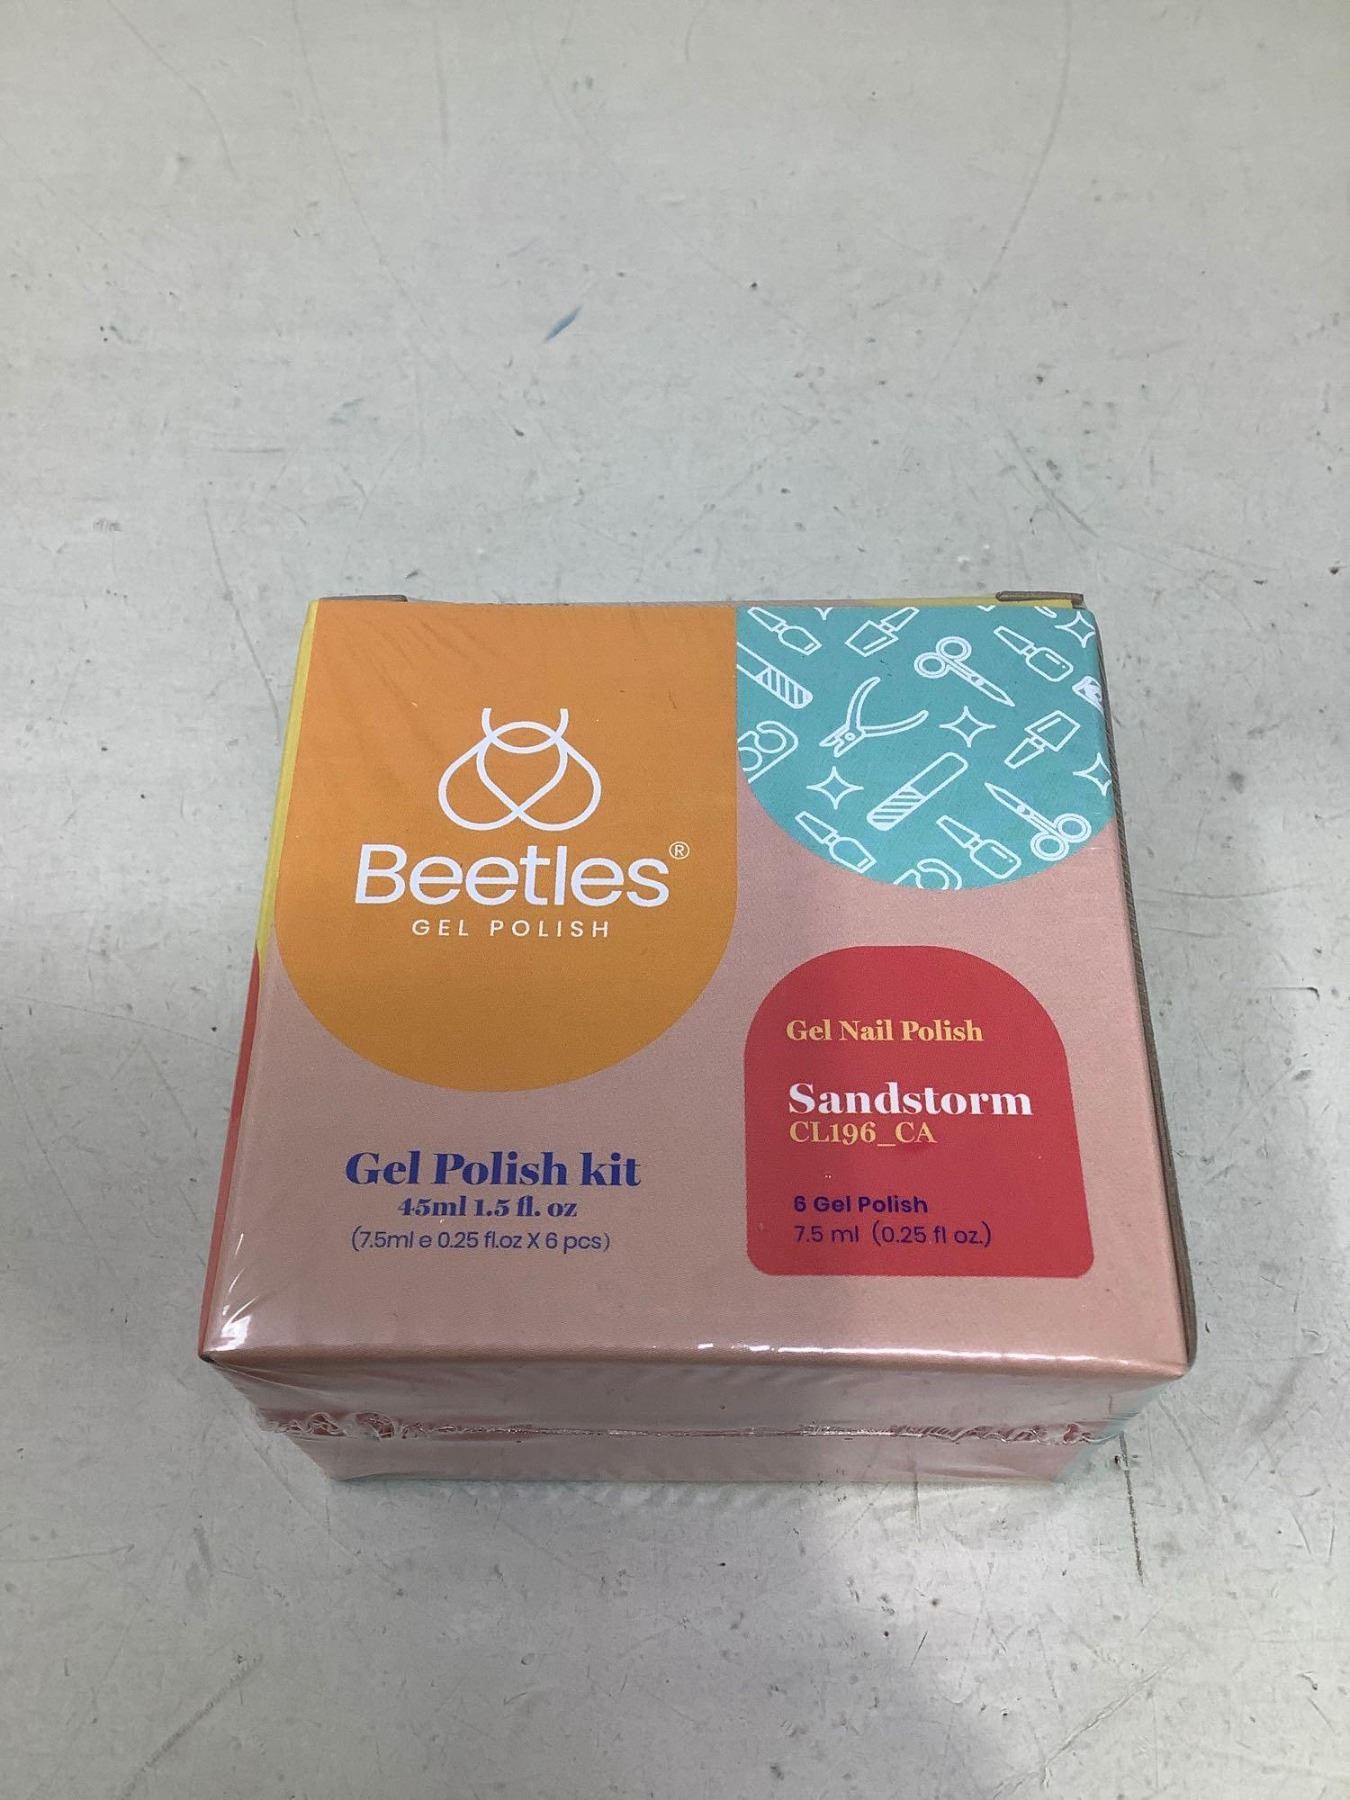 Beetles®
GEL POLISH
Gel Polish kit
45ml 1.5 fl. oz
(7.5ml e 0.25 fl.oz X 6 pcs)
Gel Nail Polish
Sandstorm
CL196_CA
6 Gel Polish
7.5 ml (0.25 fl oz.)